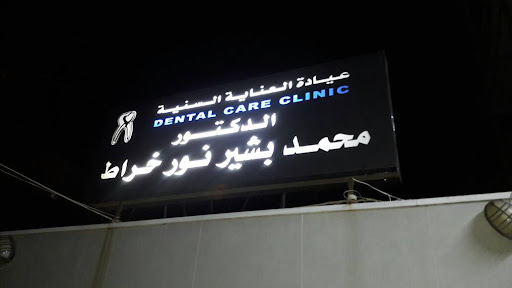 عيادة العناية السنية
DENTAL CARE CLINIC
الدكتور
محمد بشير نور خراط